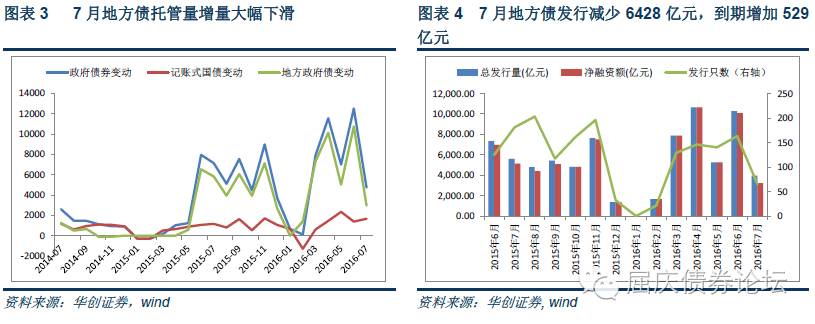 图表 3 7 月地方债托管量增量大幅下滑
政府债券变动 记账式国债变动 地方政府债变动
14000
12000
10000
8000
6000
4000
2000
0
-2000
2014-07 2014-09 2014-11 2015-01 2015-03 2015-05 2015-07 2015-09 2015-11 2016-01 2016-03 2016-05 2016-07
资料来源：华创证券，wind
图表 4 7 月地方债发行减少 6428 亿元，到期增加 529
亿元
总发行量(亿元) 净融资额(亿元) 发行只数（右轴）
12,000.00 250
10,000.00 200
8,000.00 150
6,000.00 100
4,000.00 50
2,000.00 0
0.00
2015年6月 2015年7月 2015年8月 2015年9月 2015年10月 2015年11月 2015年12月 2016年1月 2016年2月 2016年3月 2016年4月 2016年5月 2016年6月 2016年7月
资料来源：华创证券, wind
屈庆债券论坛